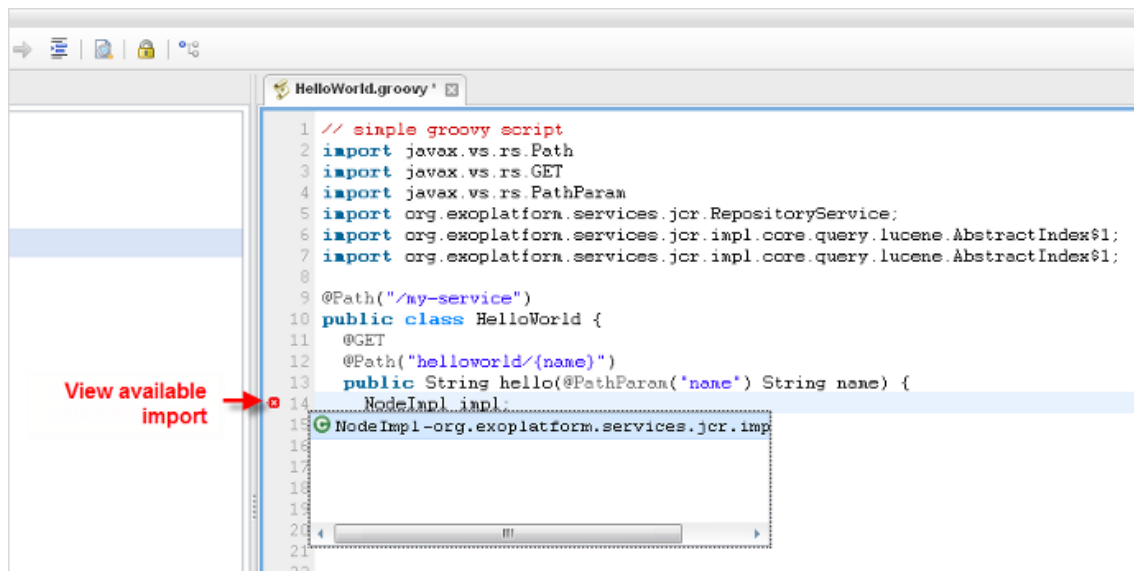 HelloWorld.groovy *
1 // simple groovy script
2 import javax.ws.rs.Path
3 import javax.ws.rs.GET
4 import javax.ws.rs.PathParam
5 import org.exoplatform.services.jcr.RepositoryService;
6 import org.exoplatform.services.jcr.impl.core.query.lucene.AbstractIndex$1;
7 import org.exoplatform.services.jcr.impl.core.query.lucene.AbstractIndex$1;
8
9 @Path("/my-service")
10 public class HelloWorld {
11 @GET
12 @Path("helloworld/{name}")
13 public String hello(@PathParam("name") String name) {
View available
import
14 NodeImpl impl;
15 NodeImpl-org.exoplatform.services.jcr.imp
16
17
18
19
20
21
22